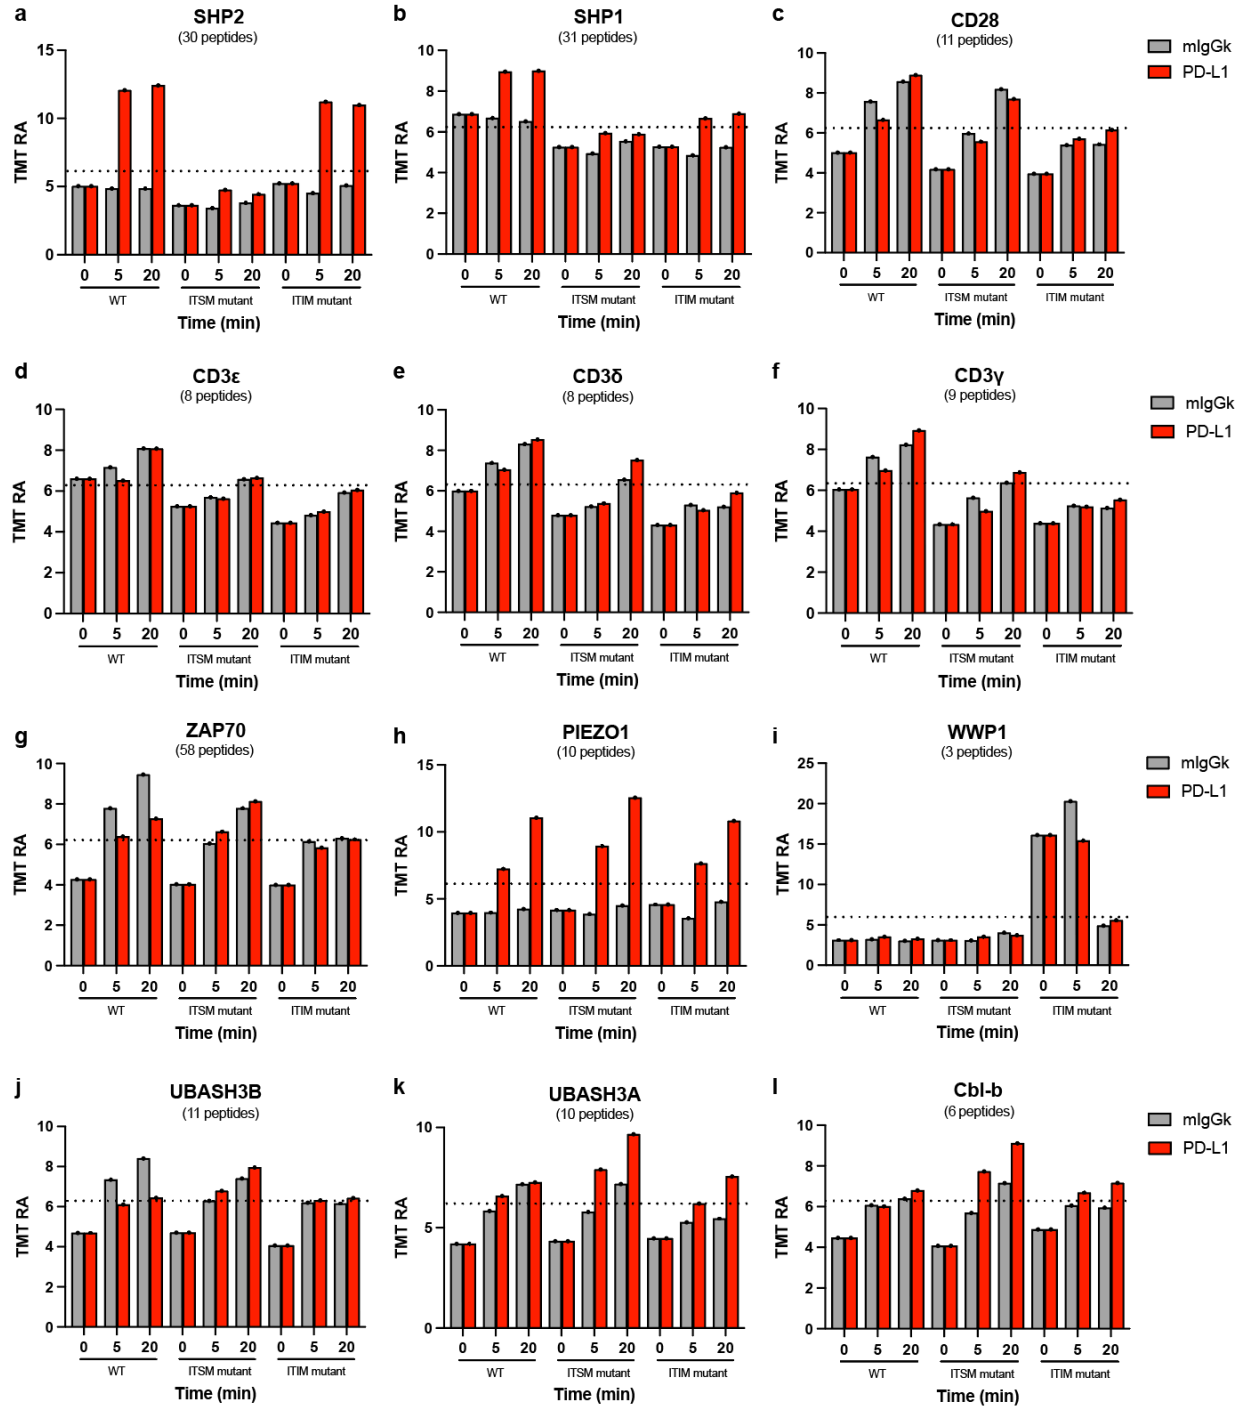 a
SHP2
(30 peptides)
15
10
5
0
TMT RA
0 5 20 0 5 20 0 5 20
WT ITSM mutant ITIM mutant
Time (min)
b
SHP1
(31 peptides)
10
8
6
4
2
0
TMT RA
0 5 20 0 5 20 0 5 20
WT ITSM mutant ITIM mutant
Time (min)
c
CD28
(11 peptides)
10
8
6
4
2
0
TMT RA
0 5 20 0 5 20 0 5 20
WT ITSM mutant ITIM mutant
Time (min)
mIgGk
PD-L1
d
CD3ε
(8 peptides)
10
8
6
4
2
0
TMT RA
0 5 20 0 5 20 0 5 20
WT ITSM mutant ITIM mutant
Time (min)
e
CD3δ
(8 peptides)
10
8
6
4
2
0
TMT RA
0 5 20 0 5 20 0 5 20
WT ITSM mutant ITIM mutant
Time (min)
f
CD3γ
(9 peptides)
10
8
6
4
2
0
TMT RA
0 5 20 0 5 20 0 5 20
WT ITSM mutant ITIM mutant
Time (min)
mIgGk
PD-L1
g
ZAP70
(58 peptides)
10
8
6
4
2
0
TMT RA
0 5 20 0 5 20 0 5 20
WT ITSM mutant ITIM mutant
Time (min)
h
PIEZO1
(10 peptides)
15
10
5
0
TMT RA
0 5 20 0 5 20 0 5 20
WT ITSM mutant ITIM mutant
Time (min)
i
WWP1
(3 peptides)
25
20
15
10
5
0
TMT RA
0 5 20 0 5 20 0 5 20
WT ITSM mutant ITIM mutant
Time (min)
mIgGk
PD-L1
j
UBASH3B
(11 peptides)
10
8
6
4
2
0
TMT RA
0 5 20 0 5 20 0 5 20
WT ITSM mutant ITIM mutant
Time (min)
k
UBASH3A
(10 peptides)
10
5
0
TMT RA
0 5 20 0 5 20 0 5 20
WT ITSM mutant ITIM mutant
Time (min)
l
Cbl-b
(6 peptides)
10
8
6
4
2
0
TMT RA
0 5 20 0 5 20 0 5 20
WT ITSM mutant ITIM mutant
Time (min)
mIgGk
PD-L1